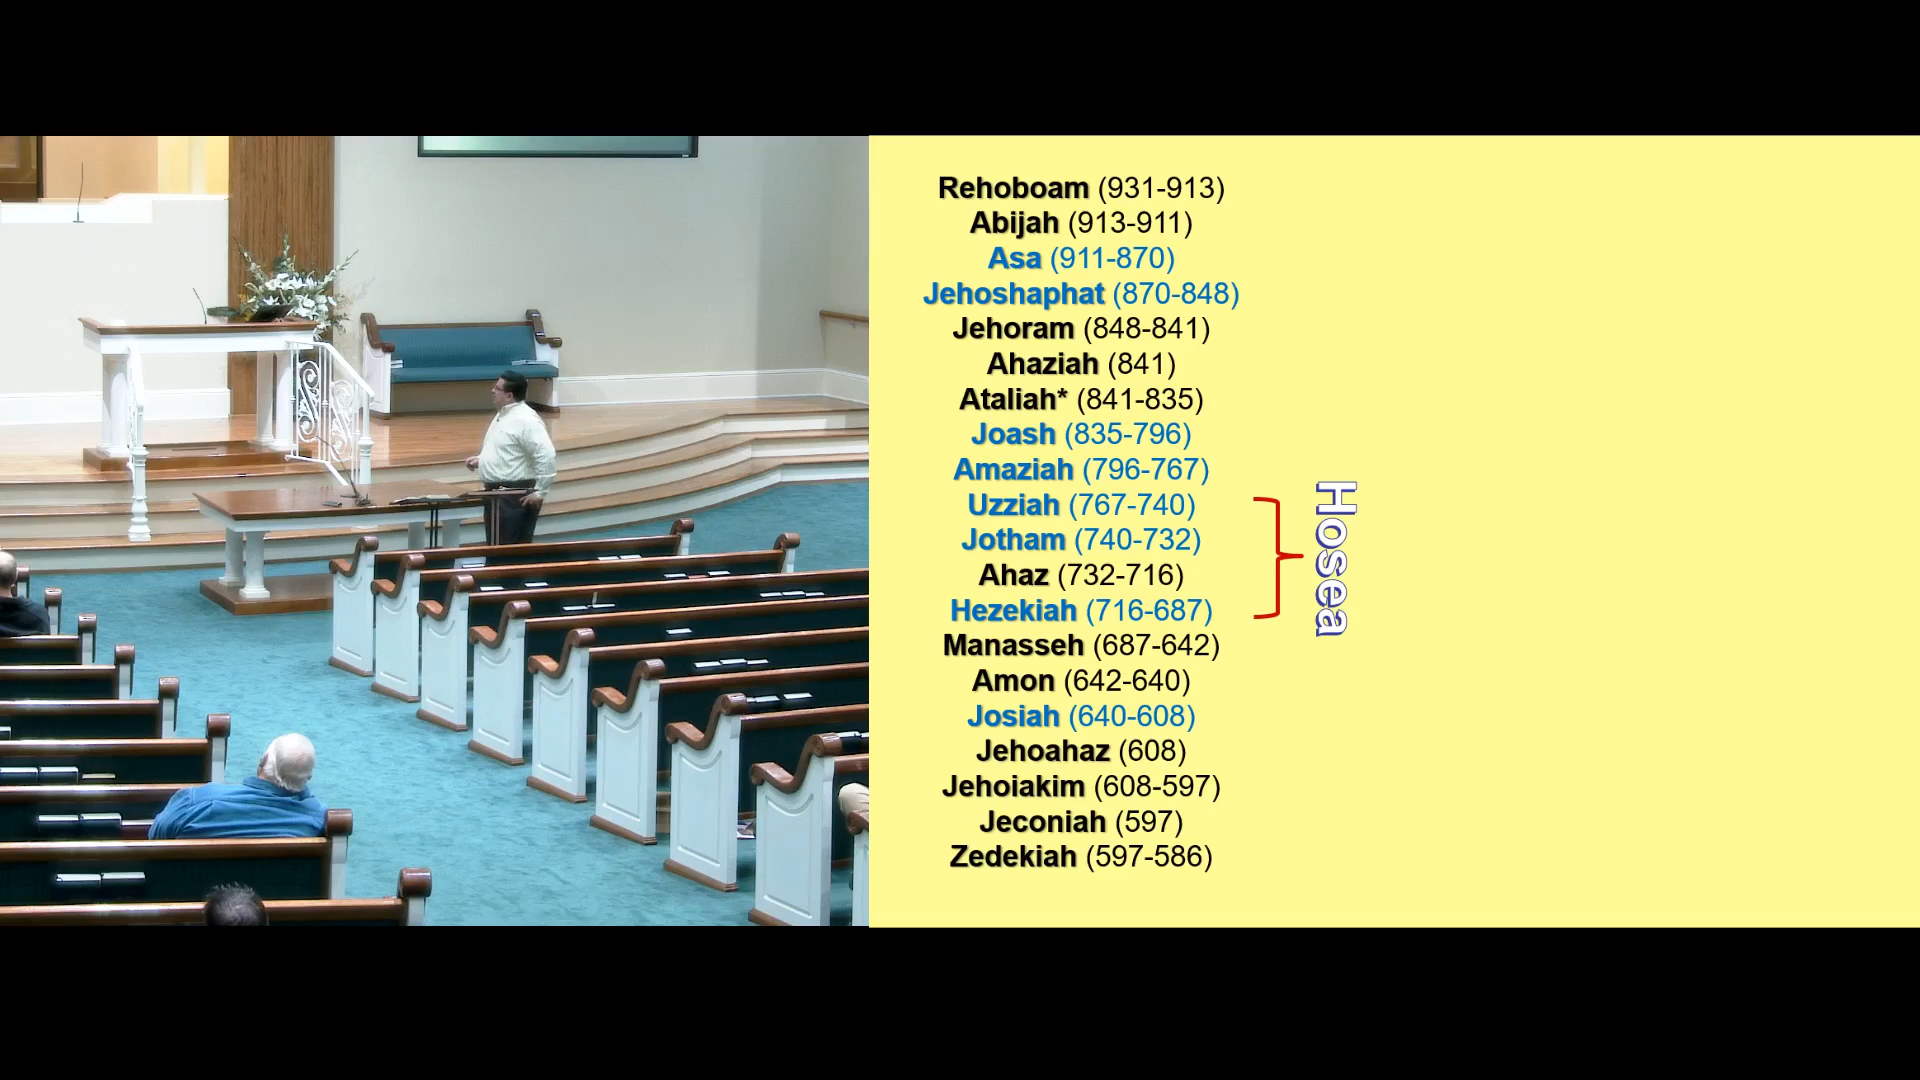 Rehoboam (931-913)
Abijah (913-911)
Asa (911-870)
Jehoshaphat (870-848)
Jehoram (848-841)
Ahaziah (841)
Ataliah* (841-835)
Joash (835-796)
Amaziah (796-767)
Uzziah (767-740)
Jotham (740-732)
Ahaz (732-716)
Hezekiah (716-687)
Manasseh (687-642)
Amon (642-640)
Josiah (640-608)
Jehoahaz (608)
Jehoiakim (608-597)
Jeconiah (597)
Zedekiah (597-586)
Hosea